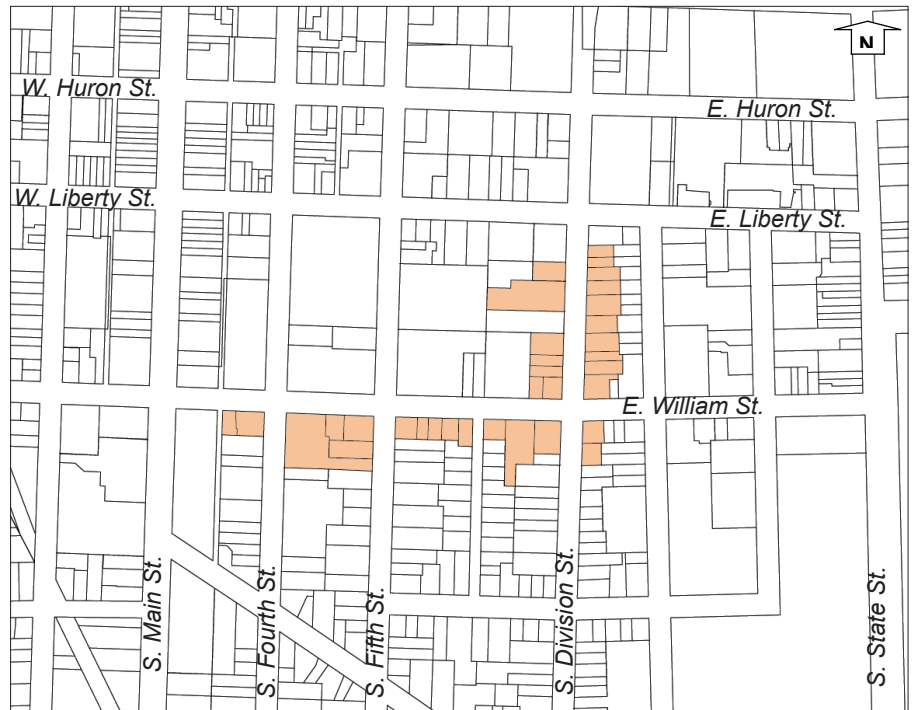 N
W. Huron St.
E. Huron St.
W. Liberty St.
E. Liberty St.
E. William St.
S. Main St.
S. Fourth St.
S. Fifth St.
S. Division St.
S. State St.